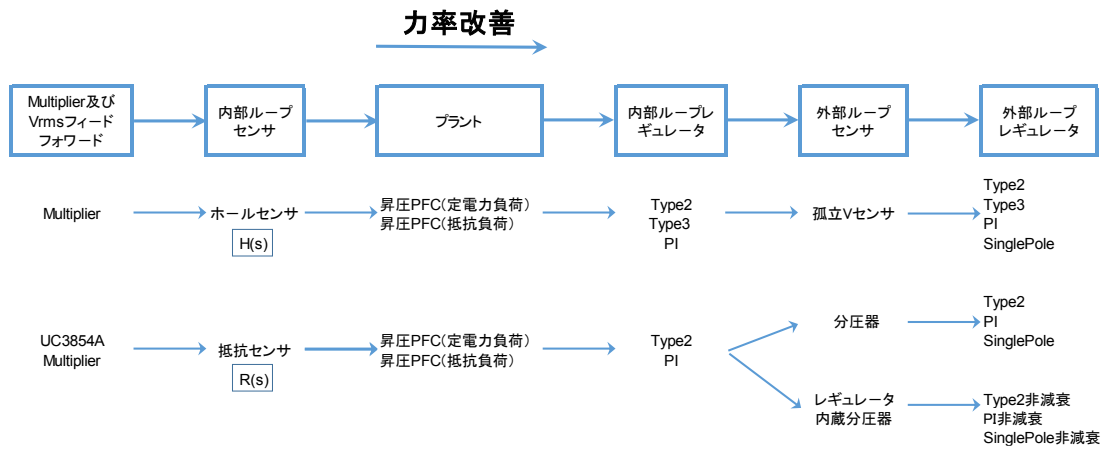 力率改善
Multiplier及び
Vrmsフィード
フォワード
内部ループ
センサ
プラント
内部ループレ
ギュレータ
外部ループ
センサ
外部ループ
レギュレータ
Multiplier
ホールセンサ
H(s)
昇圧PFC(定電力負荷)
昇圧PFC(抵抗負荷)
Type2
Type3
PI
孤立Vセンサ
Type2
Type3
PI
SinglePole
UC3854A
Multiplier
抵抗センサ
R(s)
昇圧PFC(定電力負荷)
昇圧PFC(抵抗負荷)
Type2
PI
分圧器
Type2
PI
SinglePole
レギュレータ
内蔵分圧器
Type2非減衰
PI非減衰
SinglePole非減衰